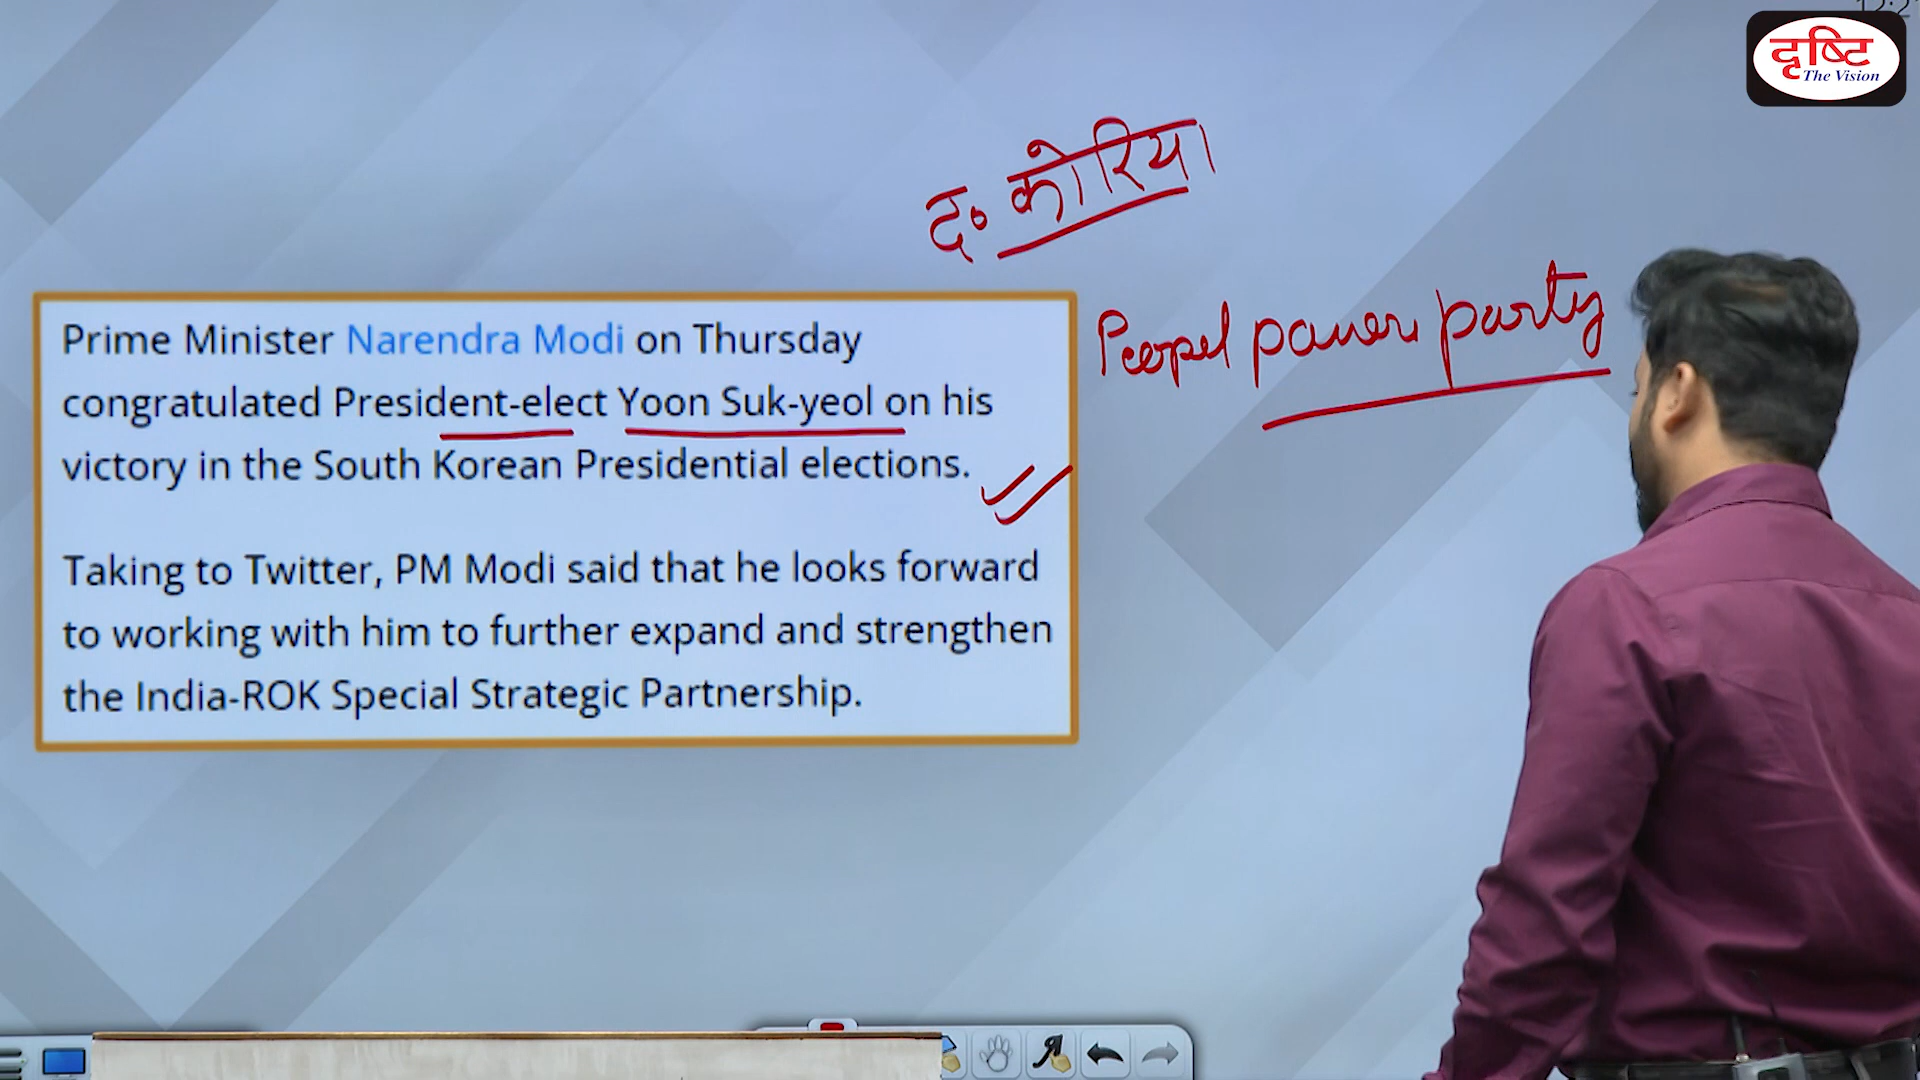 दृष्टि
The Vision
द० कोरिया
Peopel power party
Prime Minister Narendra Modi on Thursday
congratulated President-elect Yoon Suk-yeol on his
victory in the South Korean Presidential elections.
Taking to Twitter, PM Modi said that he looks forward
to working with him to further expand and strengthen
the India-ROK Special Strategic Partnership.